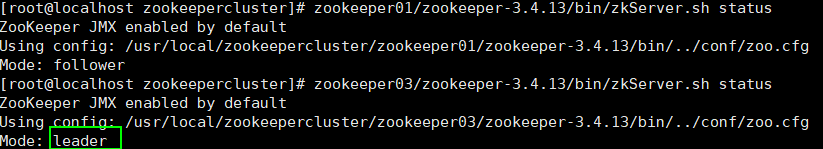 [root@localhost zookeepercluster]# zookeeper01/zookeeper-3.4.13/bin/zkServer.sh status
ZooKeeper JMX enabled by default
Using config: /usr/local/zookeepercluster/zookeeper01/zookeeper-3.4.13/bin/../conf/zoo.cfg
Mode: follower
[root@localhost zookeepercluster]# zookeeper03/zookeeper-3.4.13/bin/zkServer.sh status
ZooKeeper JMX enabled by default
Using config: /usr/local/zookeepercluster/zookeeper03/zookeeper-3.4.13/bin/../conf/zoo.cfg
Mode: leader